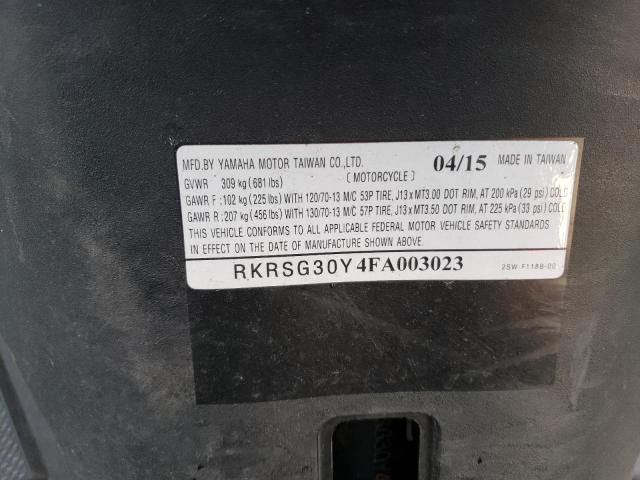 MFD.BY YAMAHA MOTOR TAIWAN CO.,LTD. 04/15 MADE IN TAIWAN
GVWR 309 kg (681 lbs) ( MOTORCYCLE )
GAWR F : 102 kg (225 lbs) WITH 120/70-13 M/C 53P TIRE, J13 x MT3.00 DOT RIM, AT 200 kPa (29 psi) COLD
GAWR R : 207 kg (456 lbs) WITH 130/70-13 M/C 57P TIRE, J13 x MT3.50 DOT RIM, AT 225 kPa (33 psi) COLD
THIS VEHICLE CONFORMS TO ALL APPLICABLE FEDERAL MOTOR VEHICLE SAFETY STANDARDS
IN EFFECT ON THE DATE OF MANUFACTURE SHOWN ABOVE.
RKRSG30Y4FA003023 2SW-F118B-00